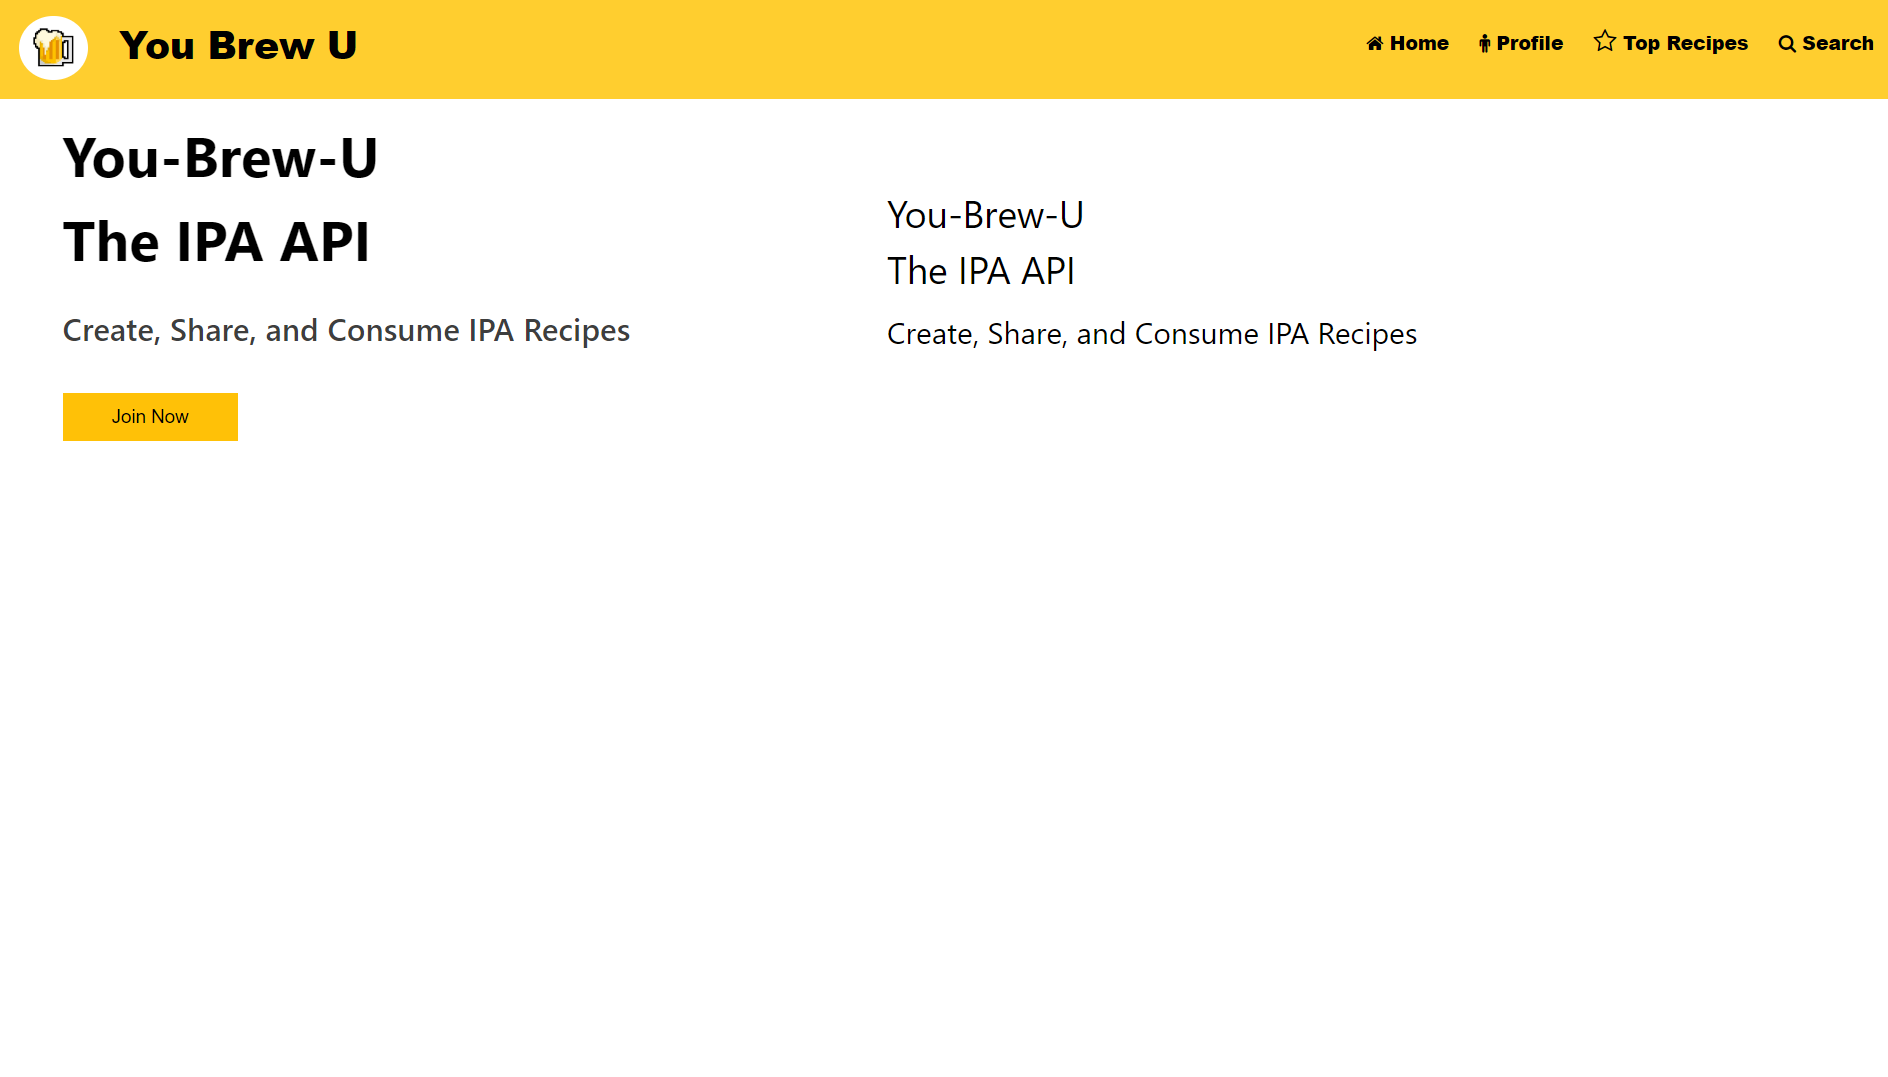 You Brew U
Home Profile Top Recipes Search
You-Brew-U
The IPA API
Create, Share, and Consume IPA Recipes
Join Now
You-Brew-U
The IPA API
Create, Share, and Consume IPA Recipes